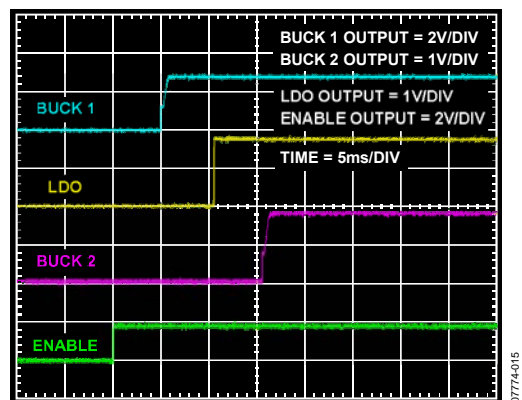 BUCK 1 OUTPUT = 2V/DIV
BUCK 2 OUTPUT = 1V/DIV
LDO OUTPUT = 1V/DIV
ENABLE OUTPUT = 2V/DIV
TIME = 5ms/DIV
BUCK 1
LDO
BUCK 2
ENABLE
07774-015